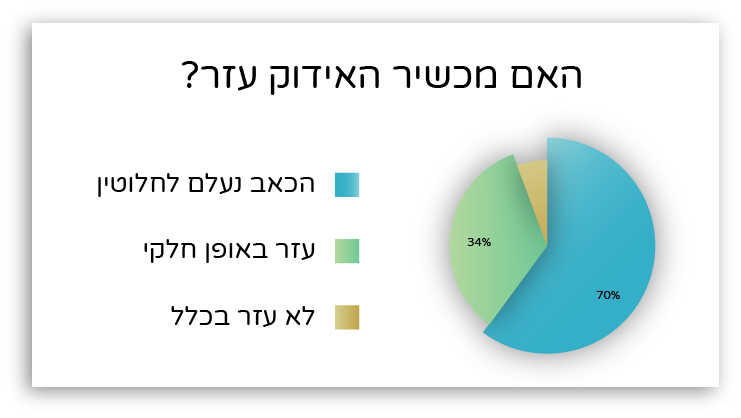 האם מכשיר האידוק עזר?
הכאב נעלם לחלוטין
עזר באופן חלקי
לא עזר בכלל
34%
70%